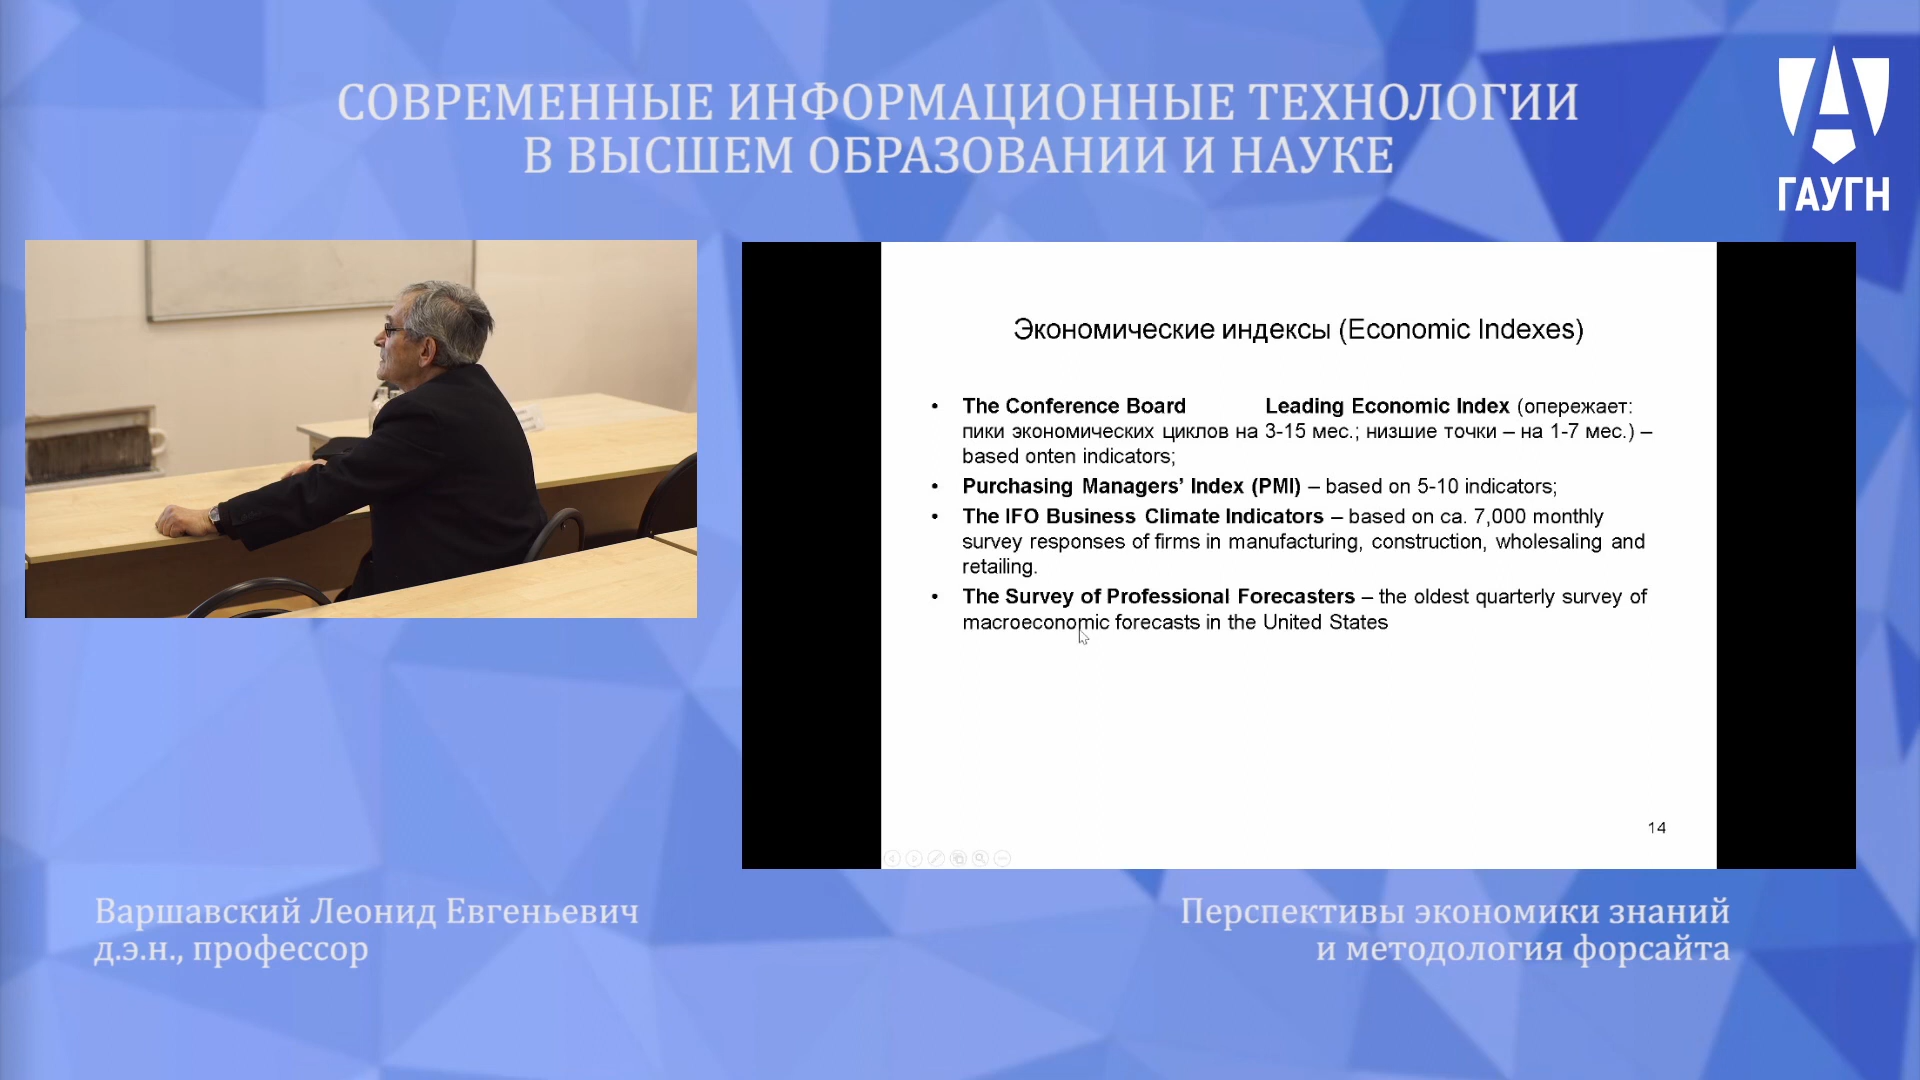 СОВРЕМЕННЫЕ ИНФОРМАЦИОННЫЕ ТЕХНОЛОГИИ
В ВЫСШЕМ ОБРАЗОВАНИИ И НАУКЕ
ГАУГН
Экономические индексы (Economic Indexes)
• The Conference Board Leading Economic Index (опережает:
пики экономических циклов на 3-15 мес.; низшие точки – на 1-7 мес.) –
based onten indicators;
• Purchasing Managers’ Index (PMI) – based on 5-10 indicators;
• The IFO Business Climate Indicators – based on ca. 7,000 monthly
survey responses of firms in manufacturing, construction, wholesaling and
retailing.
• The Survey of Professional Forecasters – the oldest quarterly survey of
macroeconomic forecasts in the United States
14
Варшавский Леонид Евгеньевич
д.э.н., профессор
Перспективы экономики знаний
и методология форсайта